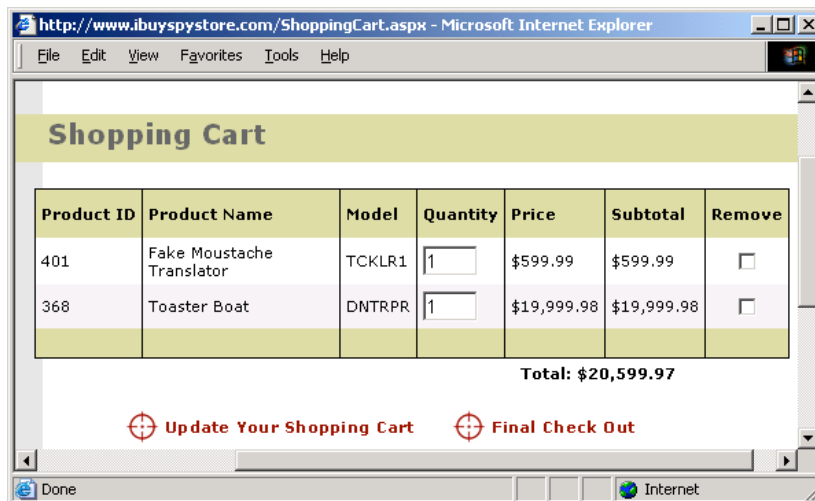 http://www.ibuyspystore.com/ShoppingCart.aspx - Microsoft Internet Explorer
File Edit View Favorites Tools Help
Shopping Cart
Product ID Product Name Model Quantity Price Subtotal Remove
401 Fake Moustache Translator TCKLR1 1 $599.99 $599.99
368 Toaster Boat DNTRPR 1 $19,999.98 $19,999.98
Total: $20,599.97
Update Your Shopping Cart Final Check Out
Done Internet